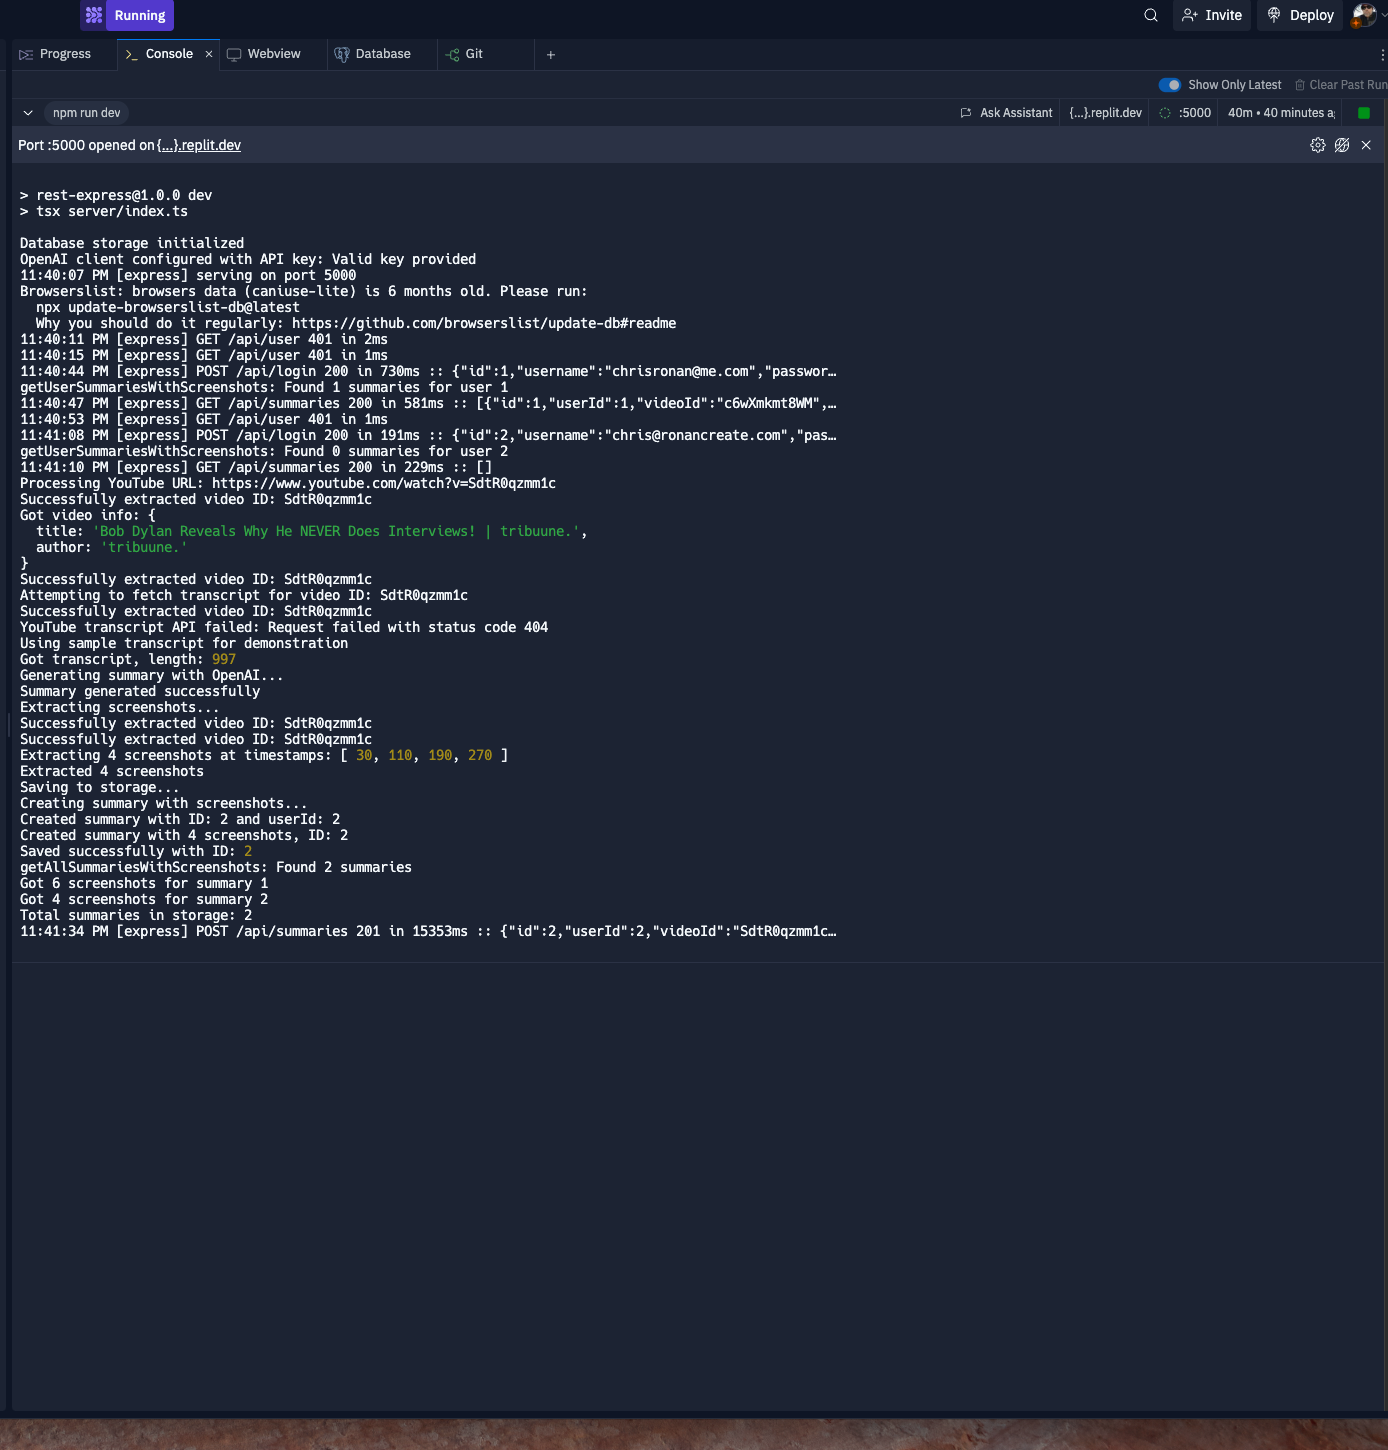 Running
Invite
Deploy
Progress
Console
Webview
Database
Git
Show Only Latest
Clear Past Run
npm run dev
Ask Assistant
{...}.replit.dev
:5000
40m • 40 minutes a
Port :5000 opened on {...}.replit.dev
> rest-express@1.0.0 dev
> tsx server/index.ts
Database storage initialized
OpenAI client configured with API key: Valid key provided
11:40:07 PM [express] serving on port 5000
Browserslist: browsers data (caniuse-lite) is 6 months old. Please run:
npx update-browserslist-db@latest
Why you should do it regularly: https://github.com/browserslist/update-db#readme
11:40:11 PM [express] GET /api/user 401 in 2ms
11:40:15 PM [express] GET /api/user 401 in 1ms
11:40:44 PM [express] POST /api/login 200 in 730ms :: {"id":1,"username":"chrisronan@me.com","passwor…
getUserSummariesWithScreenshots: Found 1 summaries for user 1
11:40:47 PM [express] GET /api/summaries 200 in 581ms :: [{"id":1,"userId":1,"videoId":"c6wXmkmt8WM",…
11:40:53 PM [express] GET /api/user 401 in 1ms
11:41:08 PM [express] POST /api/login 200 in 191ms :: {"id":2,"username":"chris@ronancreate.com","pas…
getUserSummariesWithScreenshots: Found 0 summaries for user 2
11:41:10 PM [express] GET /api/summaries 200 in 229ms :: []
Processing YouTube URL: https://www.youtube.com/watch?v=SdtR0qzmm1c
Successfully extracted video ID: SdtR0qzmm1c
Got video info: {
title: 'Bob Dylan Reveals Why He NEVER Does Interviews! | tribuune.',
author: 'tribuune.'
}
Successfully extracted video ID: SdtR0qzmm1c
Attempting to fetch transcript for video ID: SdtR0qzmm1c
Successfully extracted video ID: SdtR0qzmm1c
YouTube transcript API failed: Request failed with status code 404
Using sample transcript for demonstration
Got transcript, length: 997
Generating summary with OpenAI...
Summary generated successfully
Extracting screenshots...
Successfully extracted video ID: SdtR0qzmm1c
Successfully extracted video ID: SdtR0qzmm1c
Extracting 4 screenshots at timestamps: [ 30, 110, 190, 270 ]
Extracted 4 screenshots
Saving to storage...
Creating summary with screenshots...
Created summary with ID: 2 and userId: 2
Created summary with 4 screenshots, ID: 2
Saved successfully with ID: 2
getAllSummariesWithScreenshots: Found 2 summaries
Got 6 screenshots for summary 1
Got 4 screenshots for summary 2
Total summaries in storage: 2
11:41:34 PM [express] POST /api/summaries 201 in 15353ms :: {"id":2,"userId":2,"videoId":"SdtR0qzmm1c…